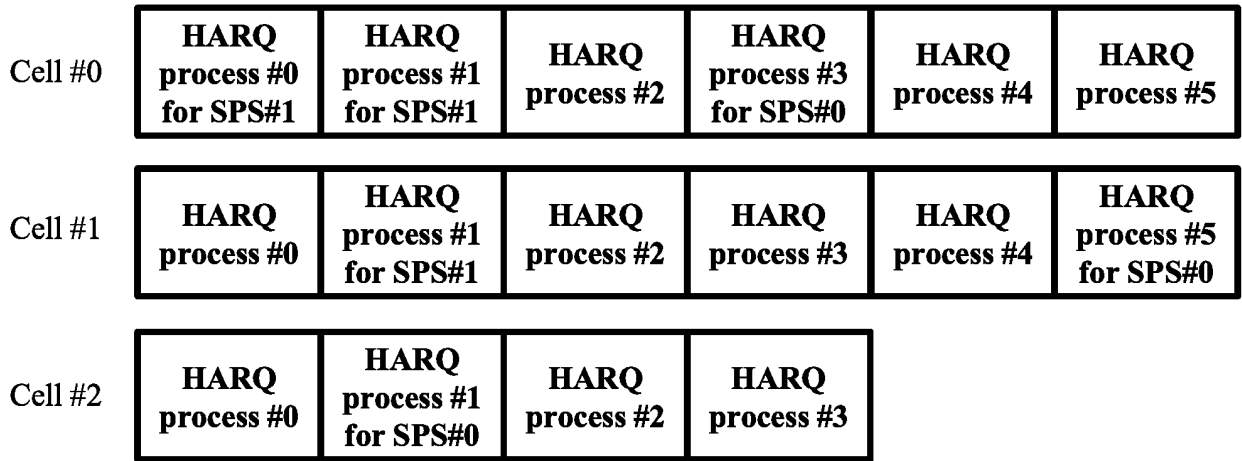 Cell #0
HARQ
process #0
for SPS#1
HARQ
process #1
for SPS#1
HARQ
process #2
HARQ
process #3
for SPS#0
HARQ
process #4
HARQ
process #5
Cell #1
HARQ
process #0
HARQ
process #1
for SPS#1
HARQ
process #2
HARQ
process #3
HARQ
process #4
HARQ
process #5
for SPS#0
Cell #2
HARQ
process #0
HARQ
process #1
for SPS#0
HARQ
process #2
HARQ
process #3